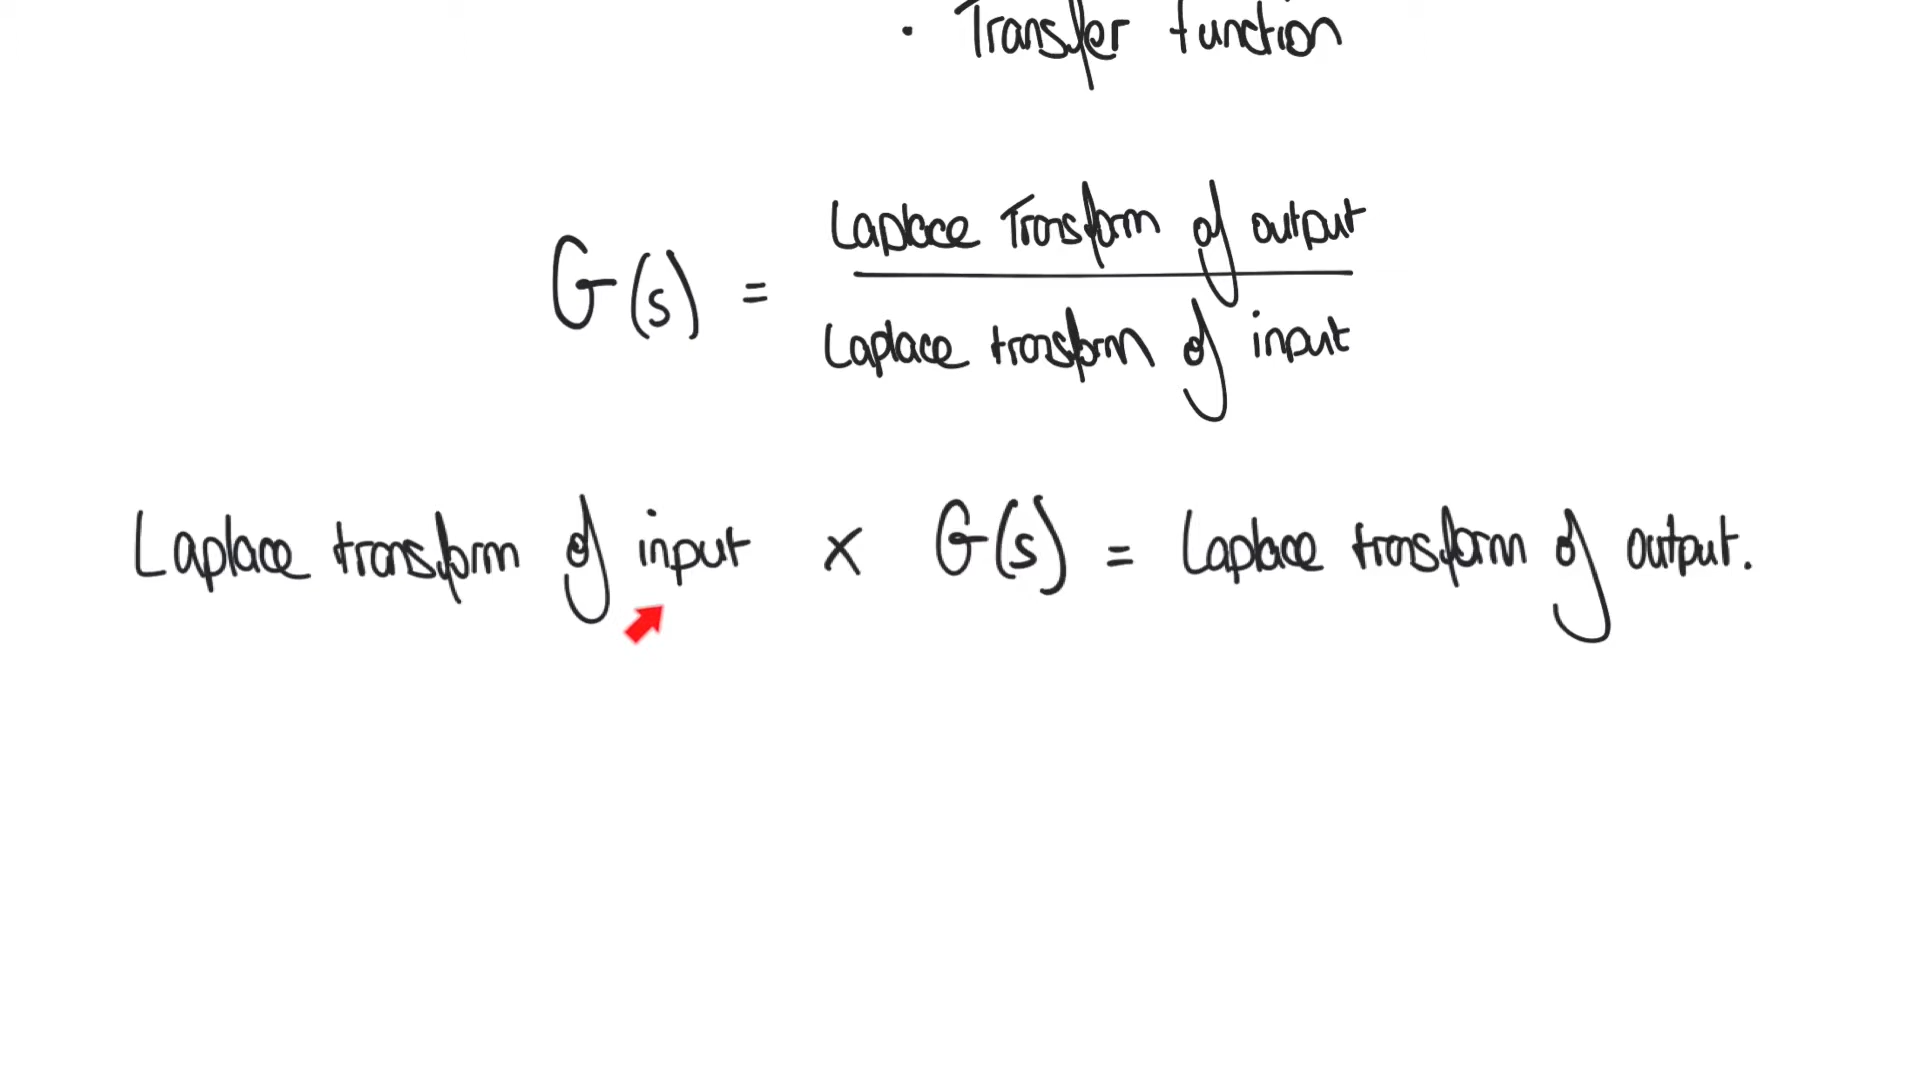 · Transfer function
Laplace Transform of output
G(s) =
Laplace transform of input
Laplace transform of input x G(s) = Laplace transform of output.